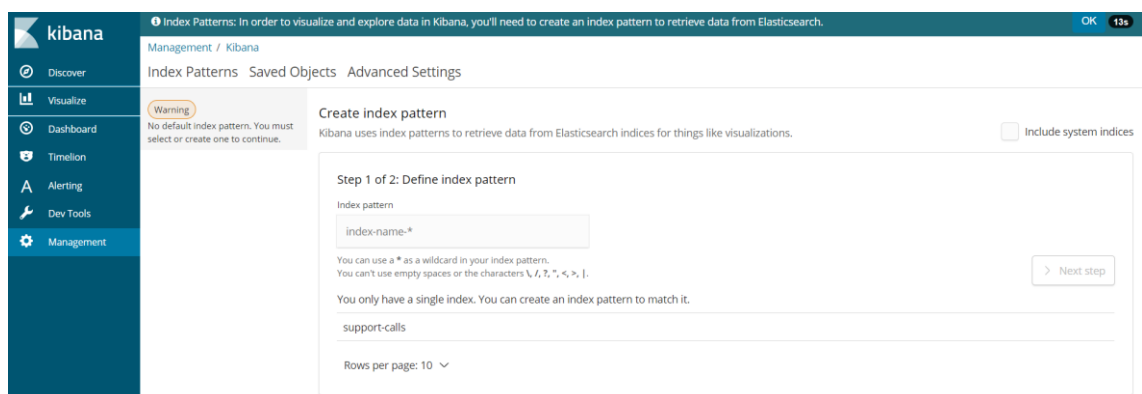 kibana
Discover
Visualize
Dashboard
Timelion
Alerting
Dev Tools
Management
Index Patterns: In order to visualize and explore data in Kibana, you'll need to create an index pattern to retrieve data from Elasticsearch.
OK 13s
Management / Kibana
Index Patterns Saved Objects Advanced Settings
Warning
No default index pattern. You must
select or create one to continue.
Create index pattern
Kibana uses index patterns to retrieve data from Elasticsearch indices for things like visualizations.
Include system indices
Step 1 of 2: Define index pattern
Index pattern
index-name-*
You can use a * as a wildcard in your index pattern.
You can't use empty spaces or the characters \, /, ?, ", <, >, |.
> Next step
You only have a single index. You can create an index pattern to match it.
support-calls
Rows per page: 10